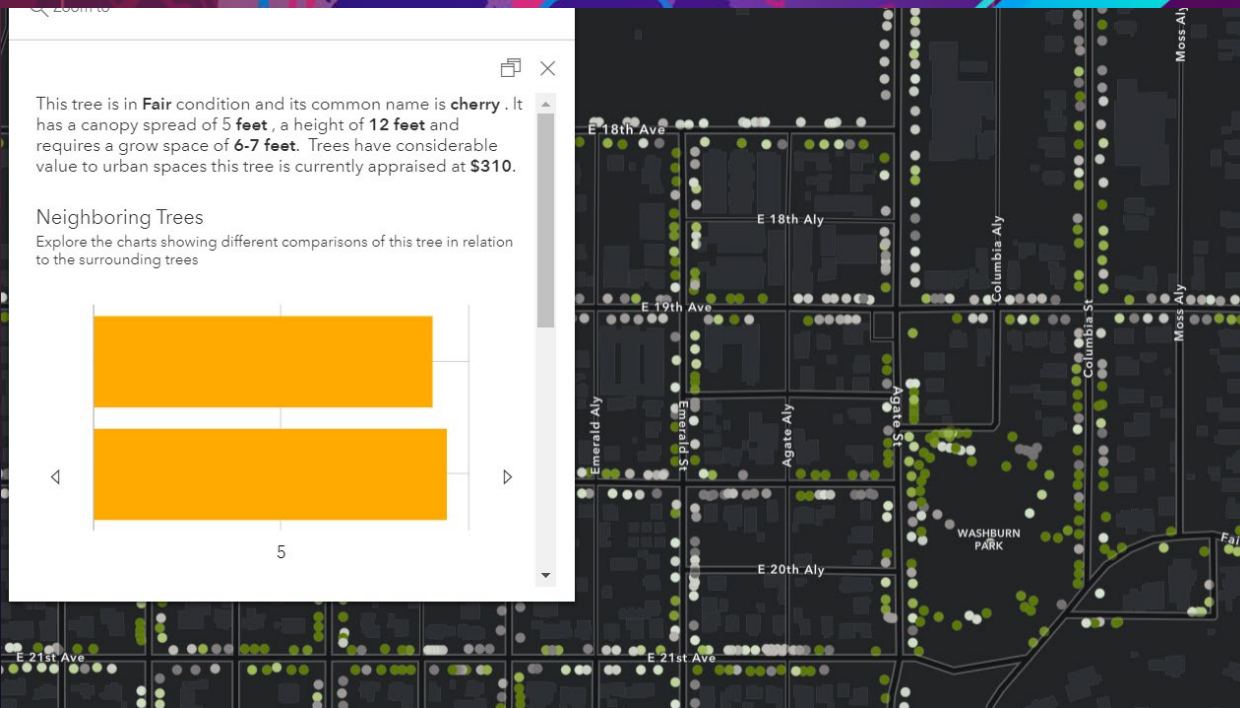 Zoom to
This tree is in Fair condition and its common name is cherry . It
has a canopy spread of 5 feet , a height of 12 feet and
requires a grow space of 6-7 feet.  Trees have considerable
value to urban spaces this tree is currently appraised at $310.
Neighboring Trees
Explore the charts showing different comparisons of this tree in relation
to the surrounding trees
5
Moss Aly
E 18th Ave
E 18th Aly
Columbia Aly
E 19th Ave
Moss Aly
Columbia St
Emerald Aly
Emerald St
Agate Aly
Agate St
WASHBURN
PARK
E 20th Aly
E 21st Ave
E 21st Ave